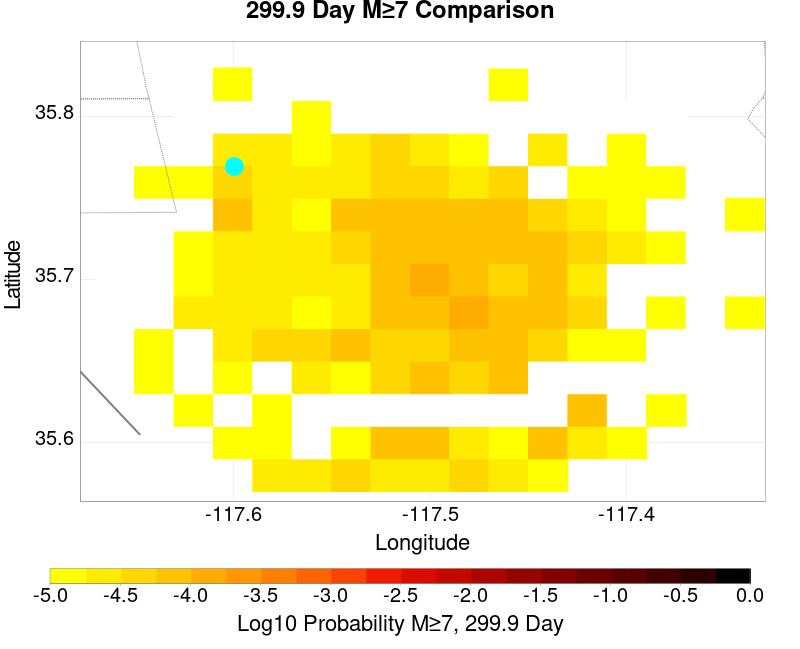 299.9 Day M≥7 Comparison
35.8
35.7
35.6
Latitude
-117.6 -117.5 -117.4
Longitude
-5.0 -4.5 -4.0 -3.5 -3.0 -2.5 -2.0 -1.5 -1.0 -0.5 0.0
Log10 Probability M≥7, 299.9 Day